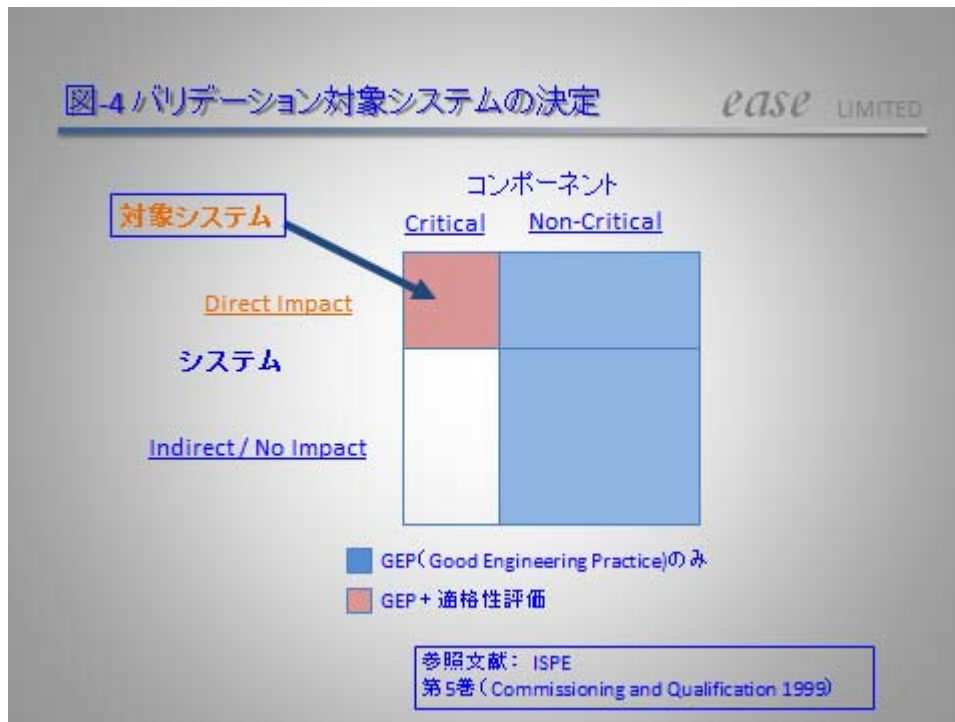 図-4 バリデーション対象システムの決定
ease LIMITED
コンポーネント
対象システム
Critical Non-Critical
Direct Impact
システム
Indirect / No Impact
GEP(Good Engineering Practice)のみ
GEP + 適格性評価
参照文献： ISPE
第5巻(Commissioning and Qualification 1999)